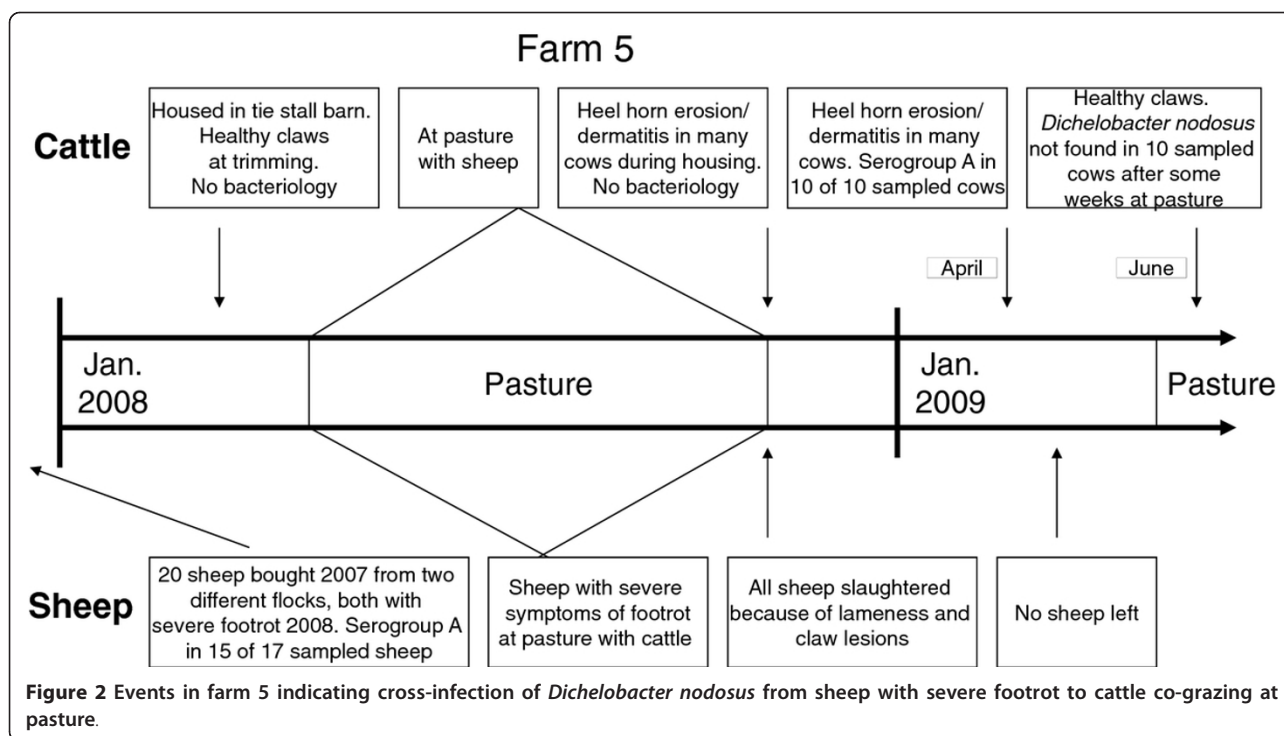 Farm 5
Cattle
Housed in tie stall barn.
Healthy claws
at trimming.
No bacteriology
At pasture
with sheep
Heel horn erosion/
dermatitis in many
cows during housing.
No bacteriology
Heel horn erosion/
dermatitis in many
cows. Serogroup A in
10 of 10 sampled cows
Healthy claws.
Dichelobacter nodosus
not found in 10 sampled
cows after some
weeks at pasture
April
June
Jan.
2008
Pasture
Jan.
2009
Pasture
Sheep
20 sheep bought 2007 from two
different flocks, both with
severe footrot 2008. Serogroup A
in 15 of 17 sampled sheep
Sheep with severe
symptoms of footrot
at pasture with cattle
All sheep slaughtered
because of lameness and
claw lesions
No sheep left
Figure 2 Events in farm 5 indicating cross-infection of Dichelobacter nodosus from sheep with severe footrot to cattle co-grazing at
pasture.